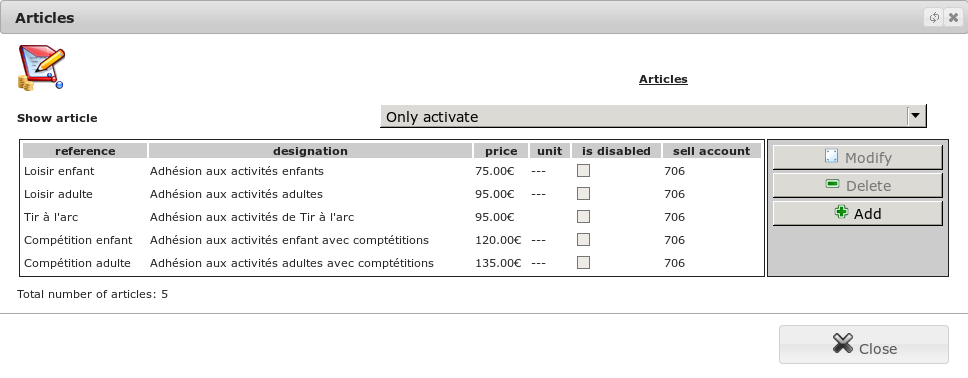 Articles
Articles
Show article Only activate
reference designation price unit is disabled sell account
Loisir enfant Adhésion aux activités enfants 75.00€ --- 706
Loisir adulte Adhésion aux activités adultes 95.00€ --- 706
Tir à l'arc Adhésion aux activités de Tir à l'arc 95.00€ 706
Compétition enfant Adhésion aux activités enfant avec comptétitions 120.00€ --- 706
Compétition adulte Adhésion aux activités adultes avec comptétitions 135.00€ --- 706
Modify
Delete
Add
Total number of articles: 5
Close